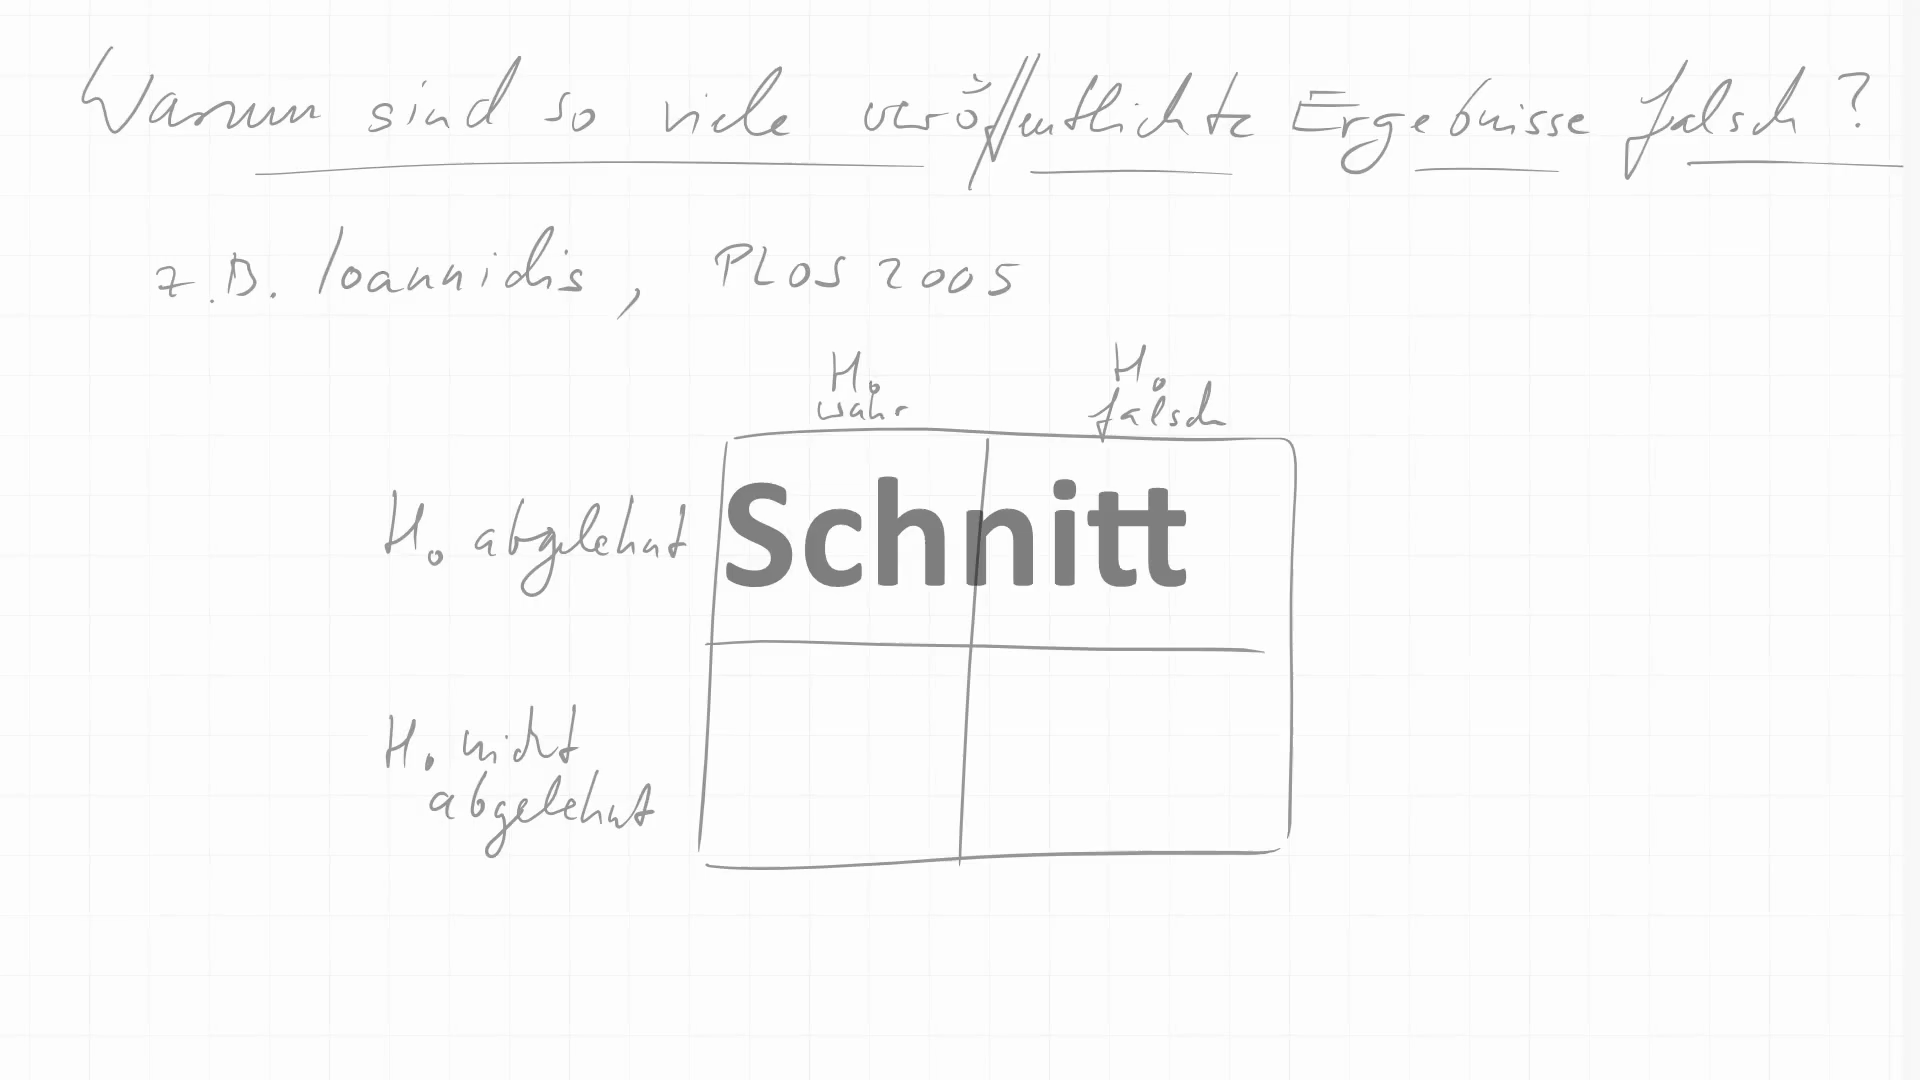 Warum sind so viele veröffentlichte Ergebnisse falsch?
z.B. Ioannidis, PLOS 2005
H₀ wahr
H₀ falsch
H₀ abgelehnt
Schnitt
H₀ nicht
abgelehnt